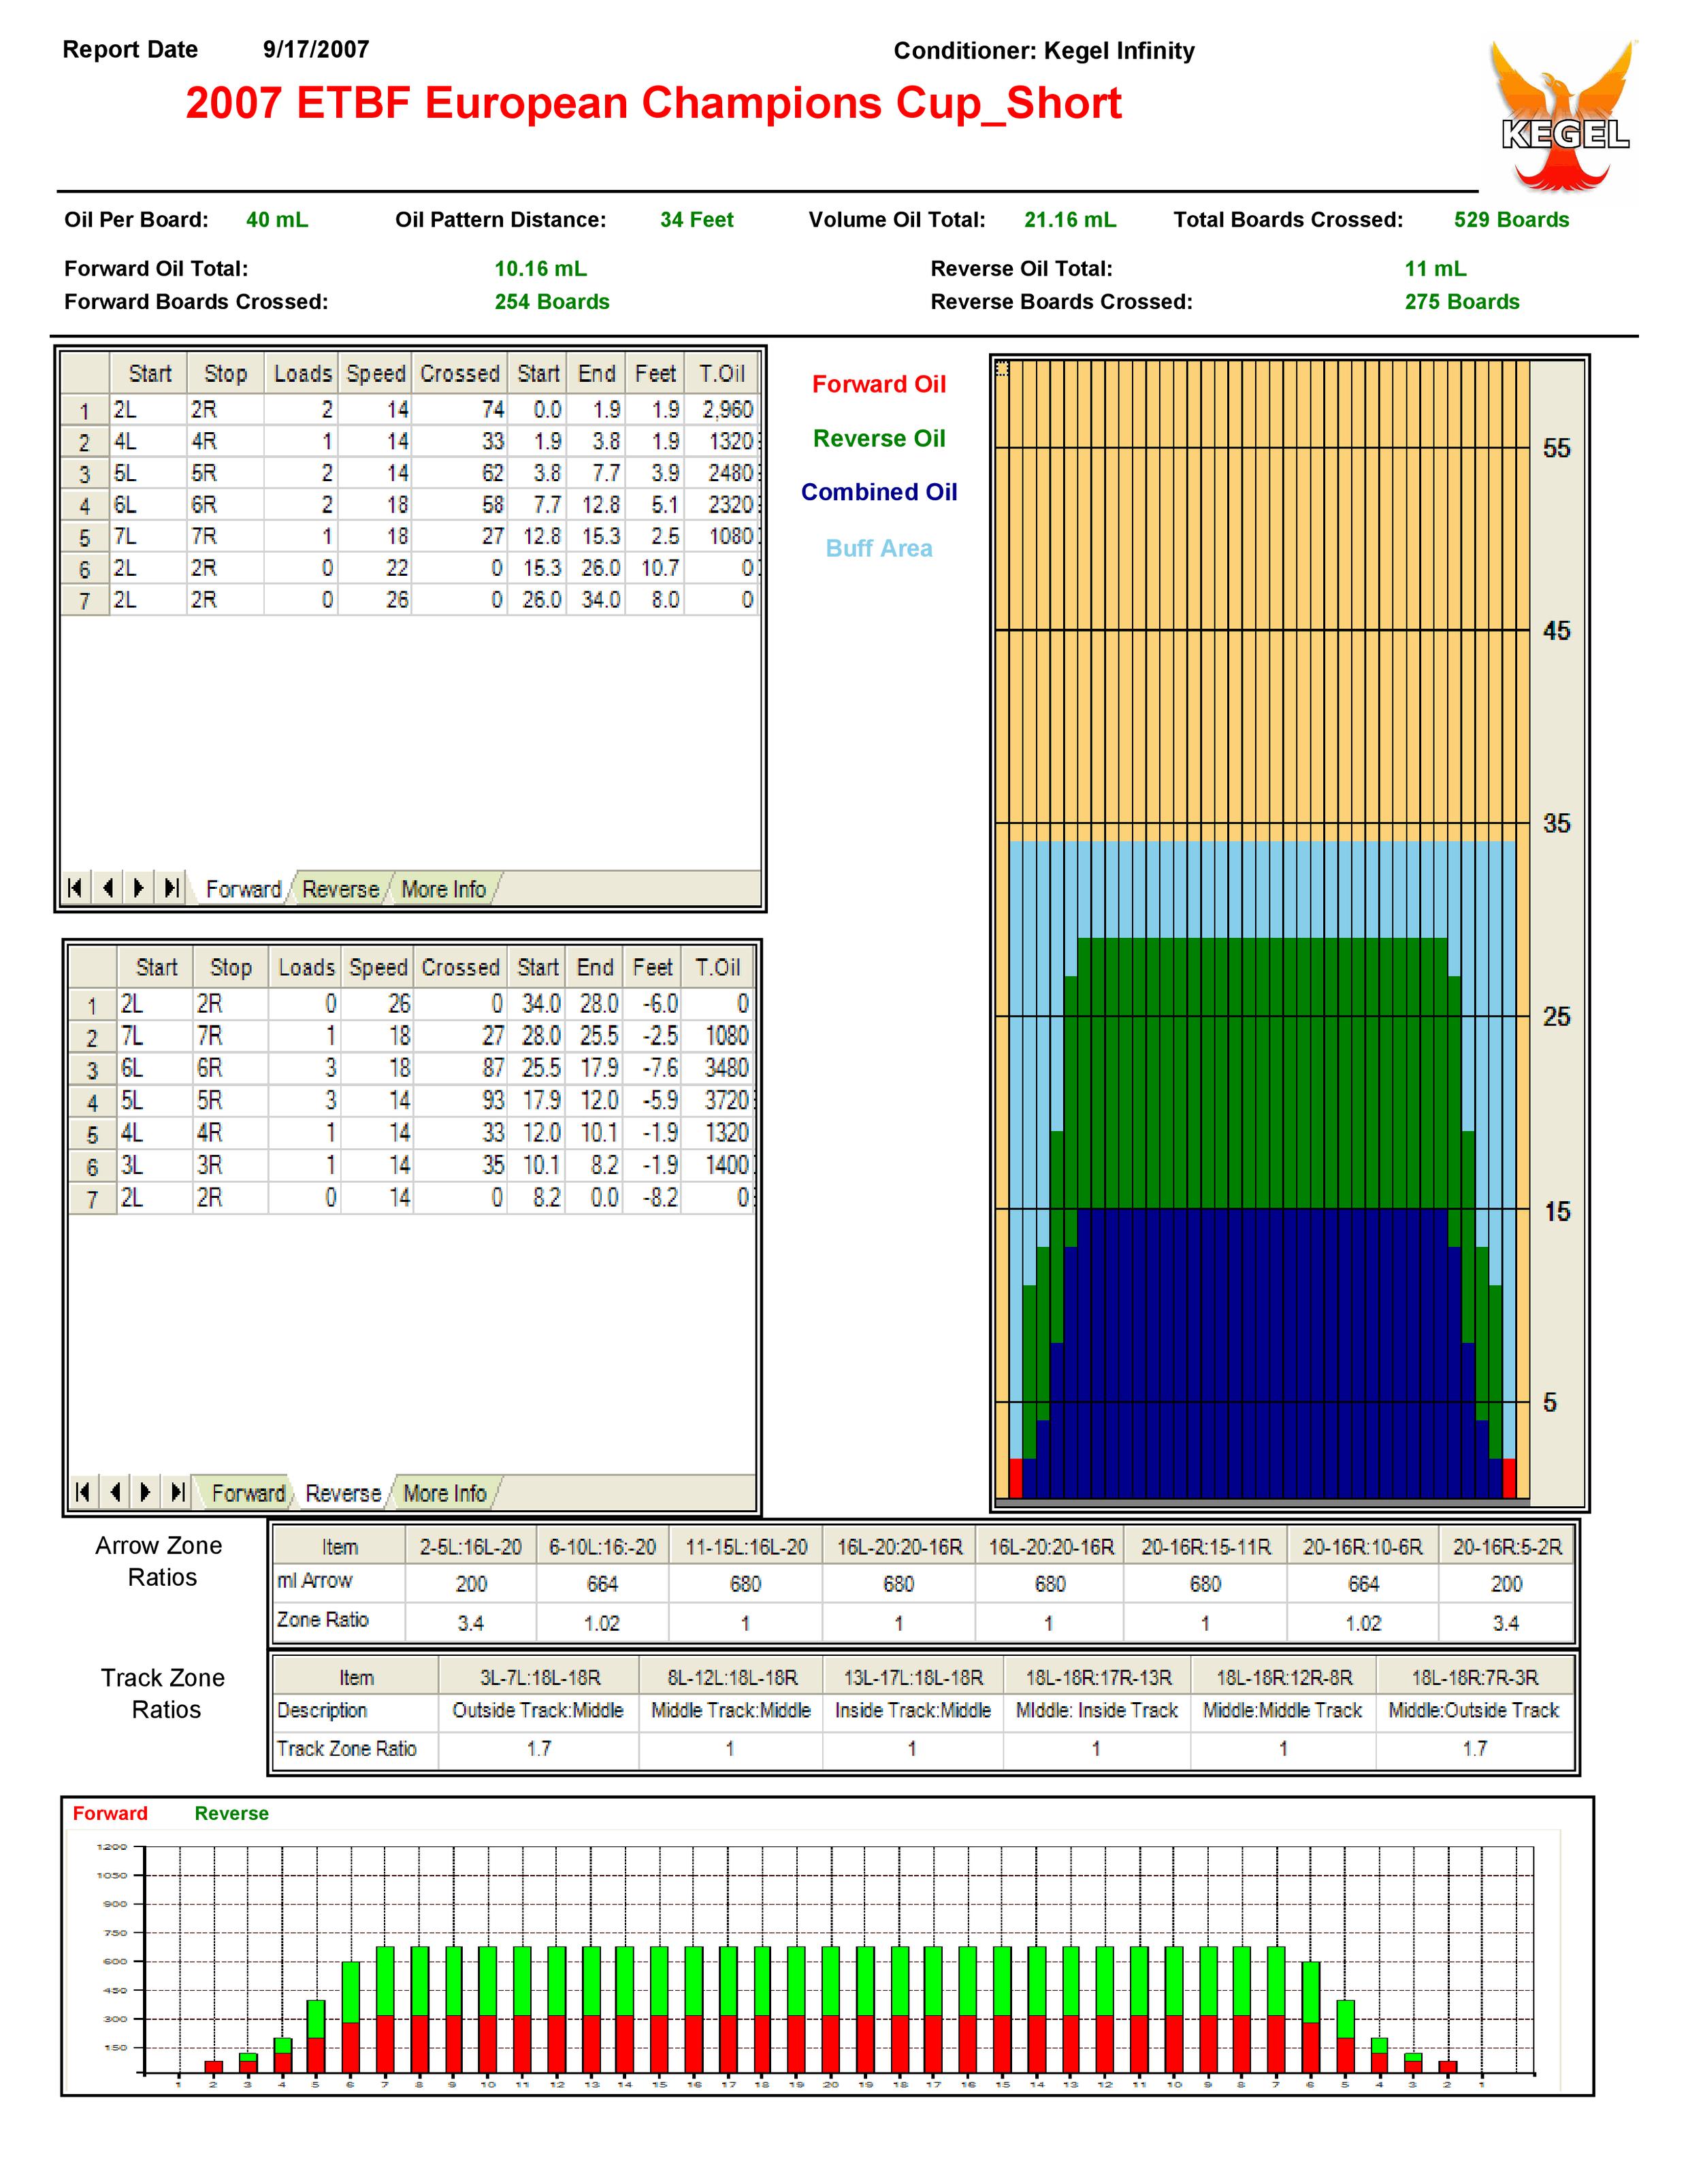 Report Date 9/17/2007 Conditioner: Kegel Infinity
2007 ETBF European Champions Cup_Short
KEGEL
Oil Per Board: 40 mL Oil Pattern Distance: 34 Feet Volume Oil Total: 21.16 mL Total Boards Crossed: 529 Boards
Forward Oil Total: 10.16 mL Reverse Oil Total: 11 mL
Forward Boards Crossed: 254 Boards Reverse Boards Crossed: 275 Boards
Start Stop Loads Speed Crossed Start End Feet T.Oil
1 2L 2R 2 14 74 0.0 1.9 1.9 2,960
2 4L 4R 1 14 33 1.9 3.8 1.9 1320
3 5L 5R 2 14 62 3.8 7.7 3.9 2480
4 6L 6R 2 18 58 7.7 12.8 5.1 2320
5 7L 7R 1 18 27 12.8 15.3 2.5 1080
6 2L 2R 0 22 0 15.3 26.0 10.7 0
7 2L 2R 0 26 0 26.0 34.0 8.0 0
Forward Reverse More Info
Start Stop Loads Speed Crossed Start End Feet T.Oil
1 2L 2R 0 26 0 34.0 28.0 -6.0 0
2 7L 7R 1 18 27 28.0 25.5 -2.5 1080
3 6L 6R 3 18 87 25.5 17.9 -7.6 3480
4 5L 5R 3 14 93 17.9 12.0 -5.9 3720
5 4L 4R 1 14 33 12.0 10.1 -1.9 1320
6 3L 3R 1 14 35 10.1 8.2 -1.9 1400
7 2L 2R 0 14 0 8.2 0.0 -8.2 0
Forward Reverse More Info
Forward Oil
Reverse Oil
Combined Oil
Buff Area
55
45
35
25
15
5
Arrow Zone
Ratios
Item 2-5L:16L-20 6-10L:16:-20 11-15L:16L-20 16L-20:20-16R 16L-20:20-16R 20-16R:15-11R 20-16R:10-6R 20-16R:5-2R
ml Arrow 200 664 680 680 680 680 664 200
Zone Ratio 3.4 1.02 1 1 1 1 1.02 3.4
Track Zone
Ratios
Item 3L-7L:18L-18R 8L-12L:18L-18R 13L-17L:18L-18R 18L-18R:17R-13R 18L-18R:12R-8R 18L-18R:7R-3R
Description Outside Track:Middle Middle Track:Middle Inside Track:Middle MIddle: Inside Track Middle:Middle Track Middle:Outside Track
Track Zone Ratio 1.7 1 1 1 1 1.7
Forward Reverse
1200
1050
900
750
600
450
300
150
1 2 3 4 5 6 7 8 9 10 11 12 13 14 15 16 17 18 19 20 19 18 17 16 15 14 13 12 11 10 9 8 7 6 5 4 3 2 1